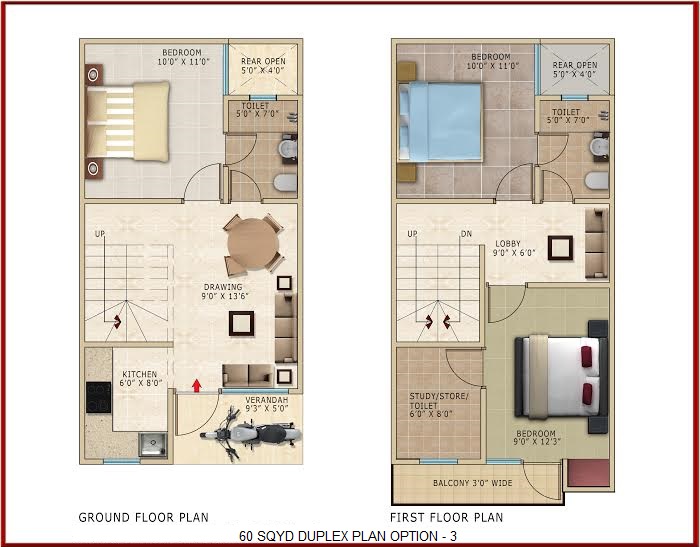 BEDROOM
10'0" X 11'0"
REAR OPEN
5'0" X 4'0"
TOILET
5'0" X 7'0"
UP
DRAWING
9'0" X 13'6"
KITCHEN
6'0" X 8'0"
VERANDAH
9'3" X 5'0"
GROUND FLOOR PLAN
BEDROOM
10'0" X 11'0"
REAR OPEN
5'0" X 4'0"
TOILET
5'0" X 7'0"
UP
DN
LOBBY
9'0" X 6'0"
STUDY/STORE/
TOILET
6'0" X 8'0"
BEDROOM
9'0" X 12'3"
BALCONY 3'0" WIDE
FIRST FLOOR PLAN
60 SQYD DUPLEX PLAN OPTION - 3